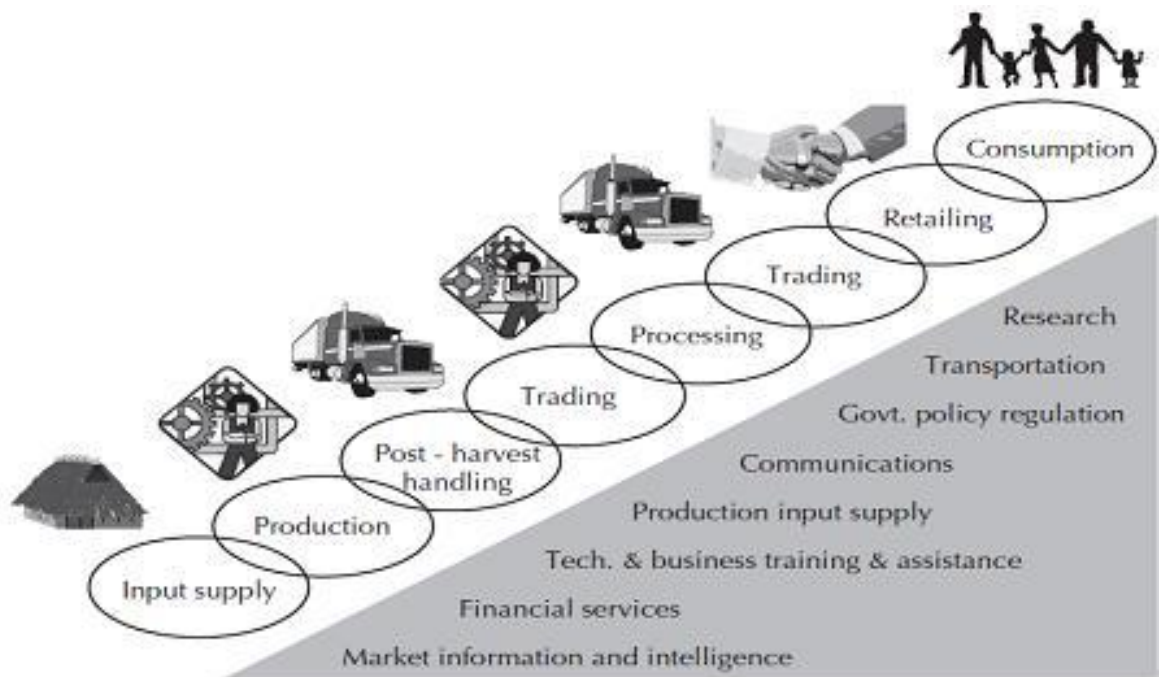 Consumption
Retailing
Trading
Processing
Trading
Post - harvest
handling
Production
Input supply
Research
Transportation
Govt. policy regulation
Communications
Production input supply
Tech. & business training & assistance
Financial services
Market information and intelligence